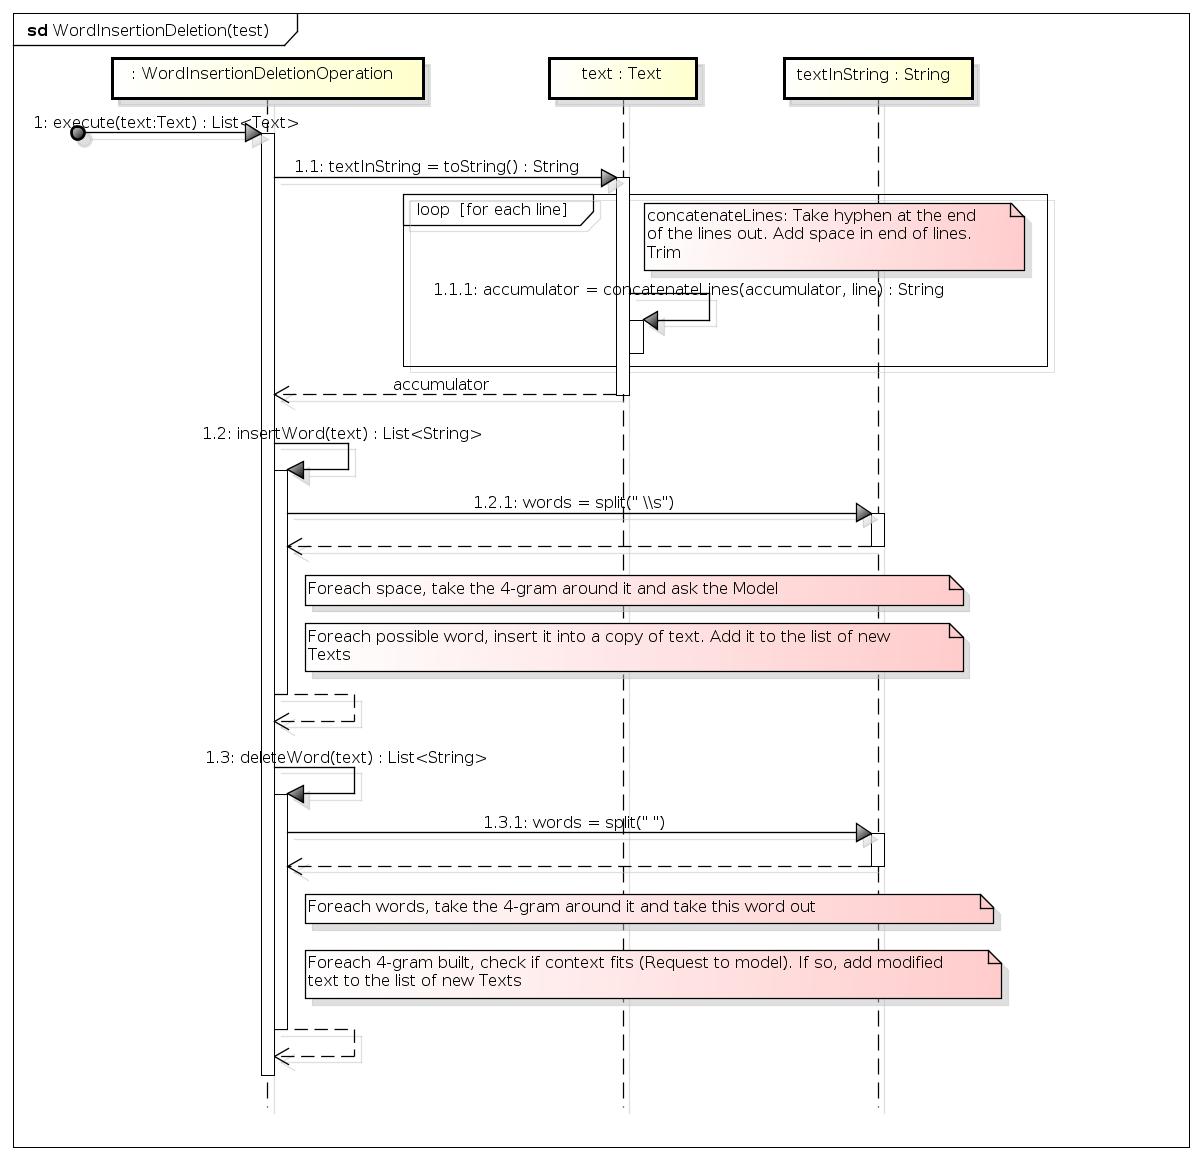 sd WordInsertionDeletion(test)
: WordInsertionDeletionOperation
text : Text
textInString : String
1: execute(text:Text) : List<Text>
1.1: textInString = toString() : String
loop [for each line]
concatenateLines: Take hyphen at the end
of the lines out. Add space in end of lines.
Trim
1.1.1: accumulator = concatenateLines(accumulator, line) : String
accumulator
1.2: insertWord(text) : List<String>
1.2.1: words = split(" \\s")
Foreach space, take the 4-gram around it and ask the Model
Foreach possible word, insert it into a copy of text. Add it to the list of new
Texts
1.3: deleteWord(text) : List<String>
1.3.1: words = split(" ")
Foreach words, take the 4-gram around it and take this word out
Foreach 4-gram built, check if context fits (Request to model). If so, add modified
text to the list of new Texts